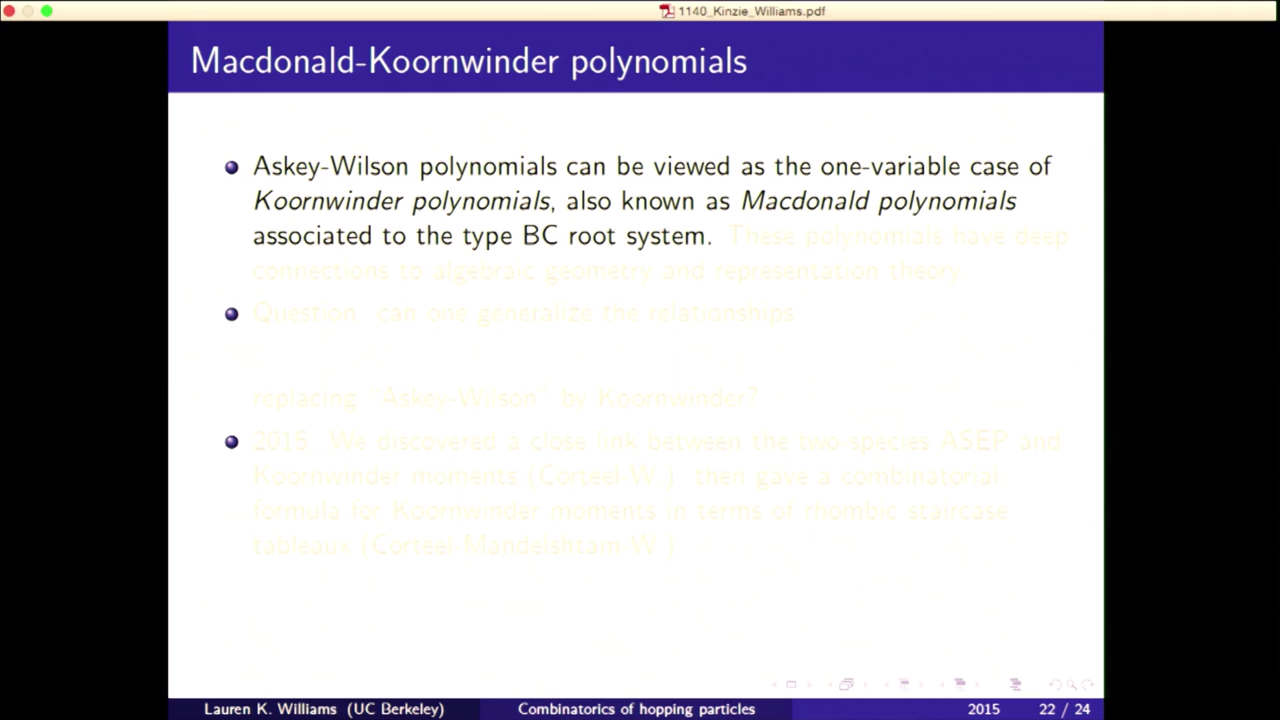 1140_Kinzie_Williams.pdf
Macdonald-Koornwinder polynomials
Askey-Wilson polynomials can be viewed as the one-variable case of
Koornwinder polynomials, also known as Macdonald polynomials
associated to the type BC root system. These polynomials have deep
connections to algebraic geometry and representation theory
Question: can one generalize the relationships
replacing "Askey-Wilson" by Koornwinder?
2015: We discovered a close link between the two-species ASEP and
Koornwinder moments (Corteel-W.), then gave a combinatorial
formula for Koornwinder moments in terms of rhombic staircase
tableaux (Corteel-Mandelshtam-W.)
Lauren K. Williams (UC Berkeley) Combinatorics of hopping particles 2015 22 / 24